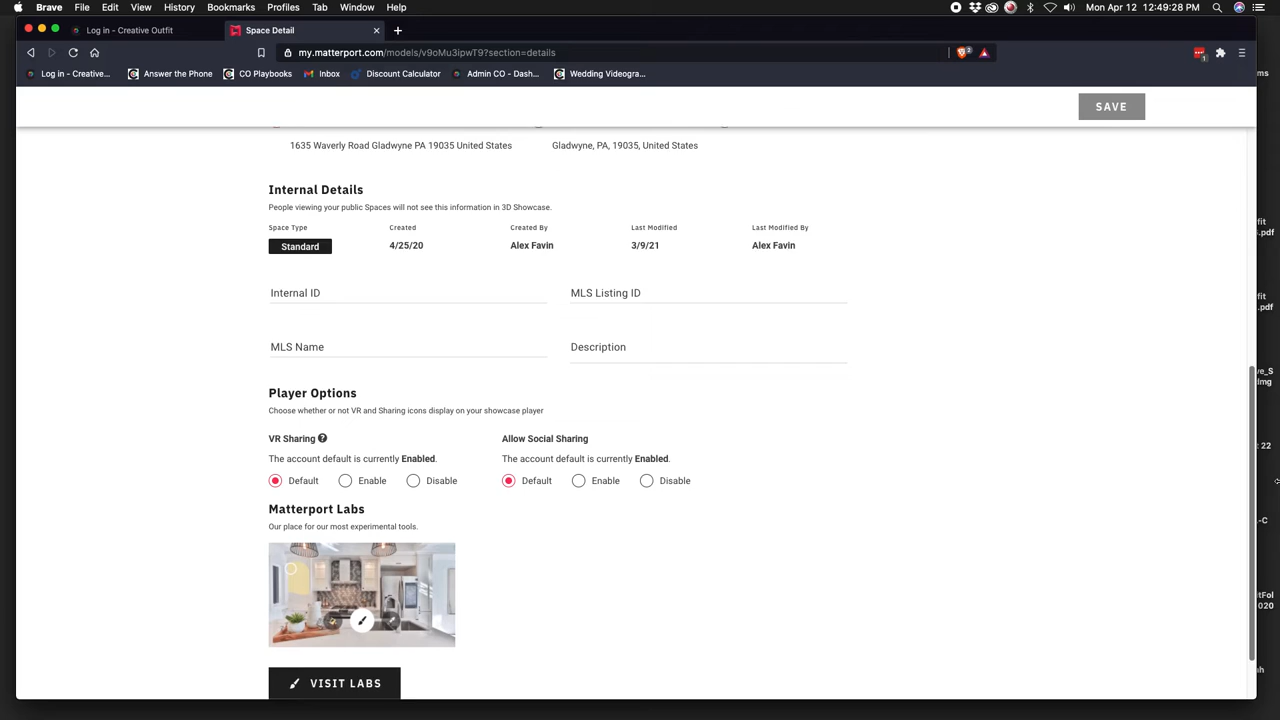 Brave File Edit View History Bookmarks Profiles Tab Window Help Mon Apr 12 12:49:28 PM
Log in - Creative Outfit Space Detail
my.matterport.com/models/v9oMu3ipwT9?section=details 2 1
Log in - Creative... Answer the Phone CO Playbooks Inbox Discount Calculator Admin CO - Dash... Wedding Videogra...
SAVE
1635 Waverly Road Gladwyne PA 19035 United States Gladwyne, PA, 19035, United States
Internal Details
People viewing your public Spaces will not see this information in 3D Showcase.
Space Type Created Created By Last Modified Last Modified By
Standard 4/25/20 Alex Favin 3/9/21 Alex Favin
Internal ID MLS Listing ID
MLS Name Description
Player Options
Choose whether or not VR and Sharing icons display on your showcase player
VR Sharing ? Allow Social Sharing
The account default is currently Enabled. The account default is currently Enabled.
Default Enable Disable Default Enable Disable
Matterport Labs
Our place for our most experimental tools.
VISIT LABS